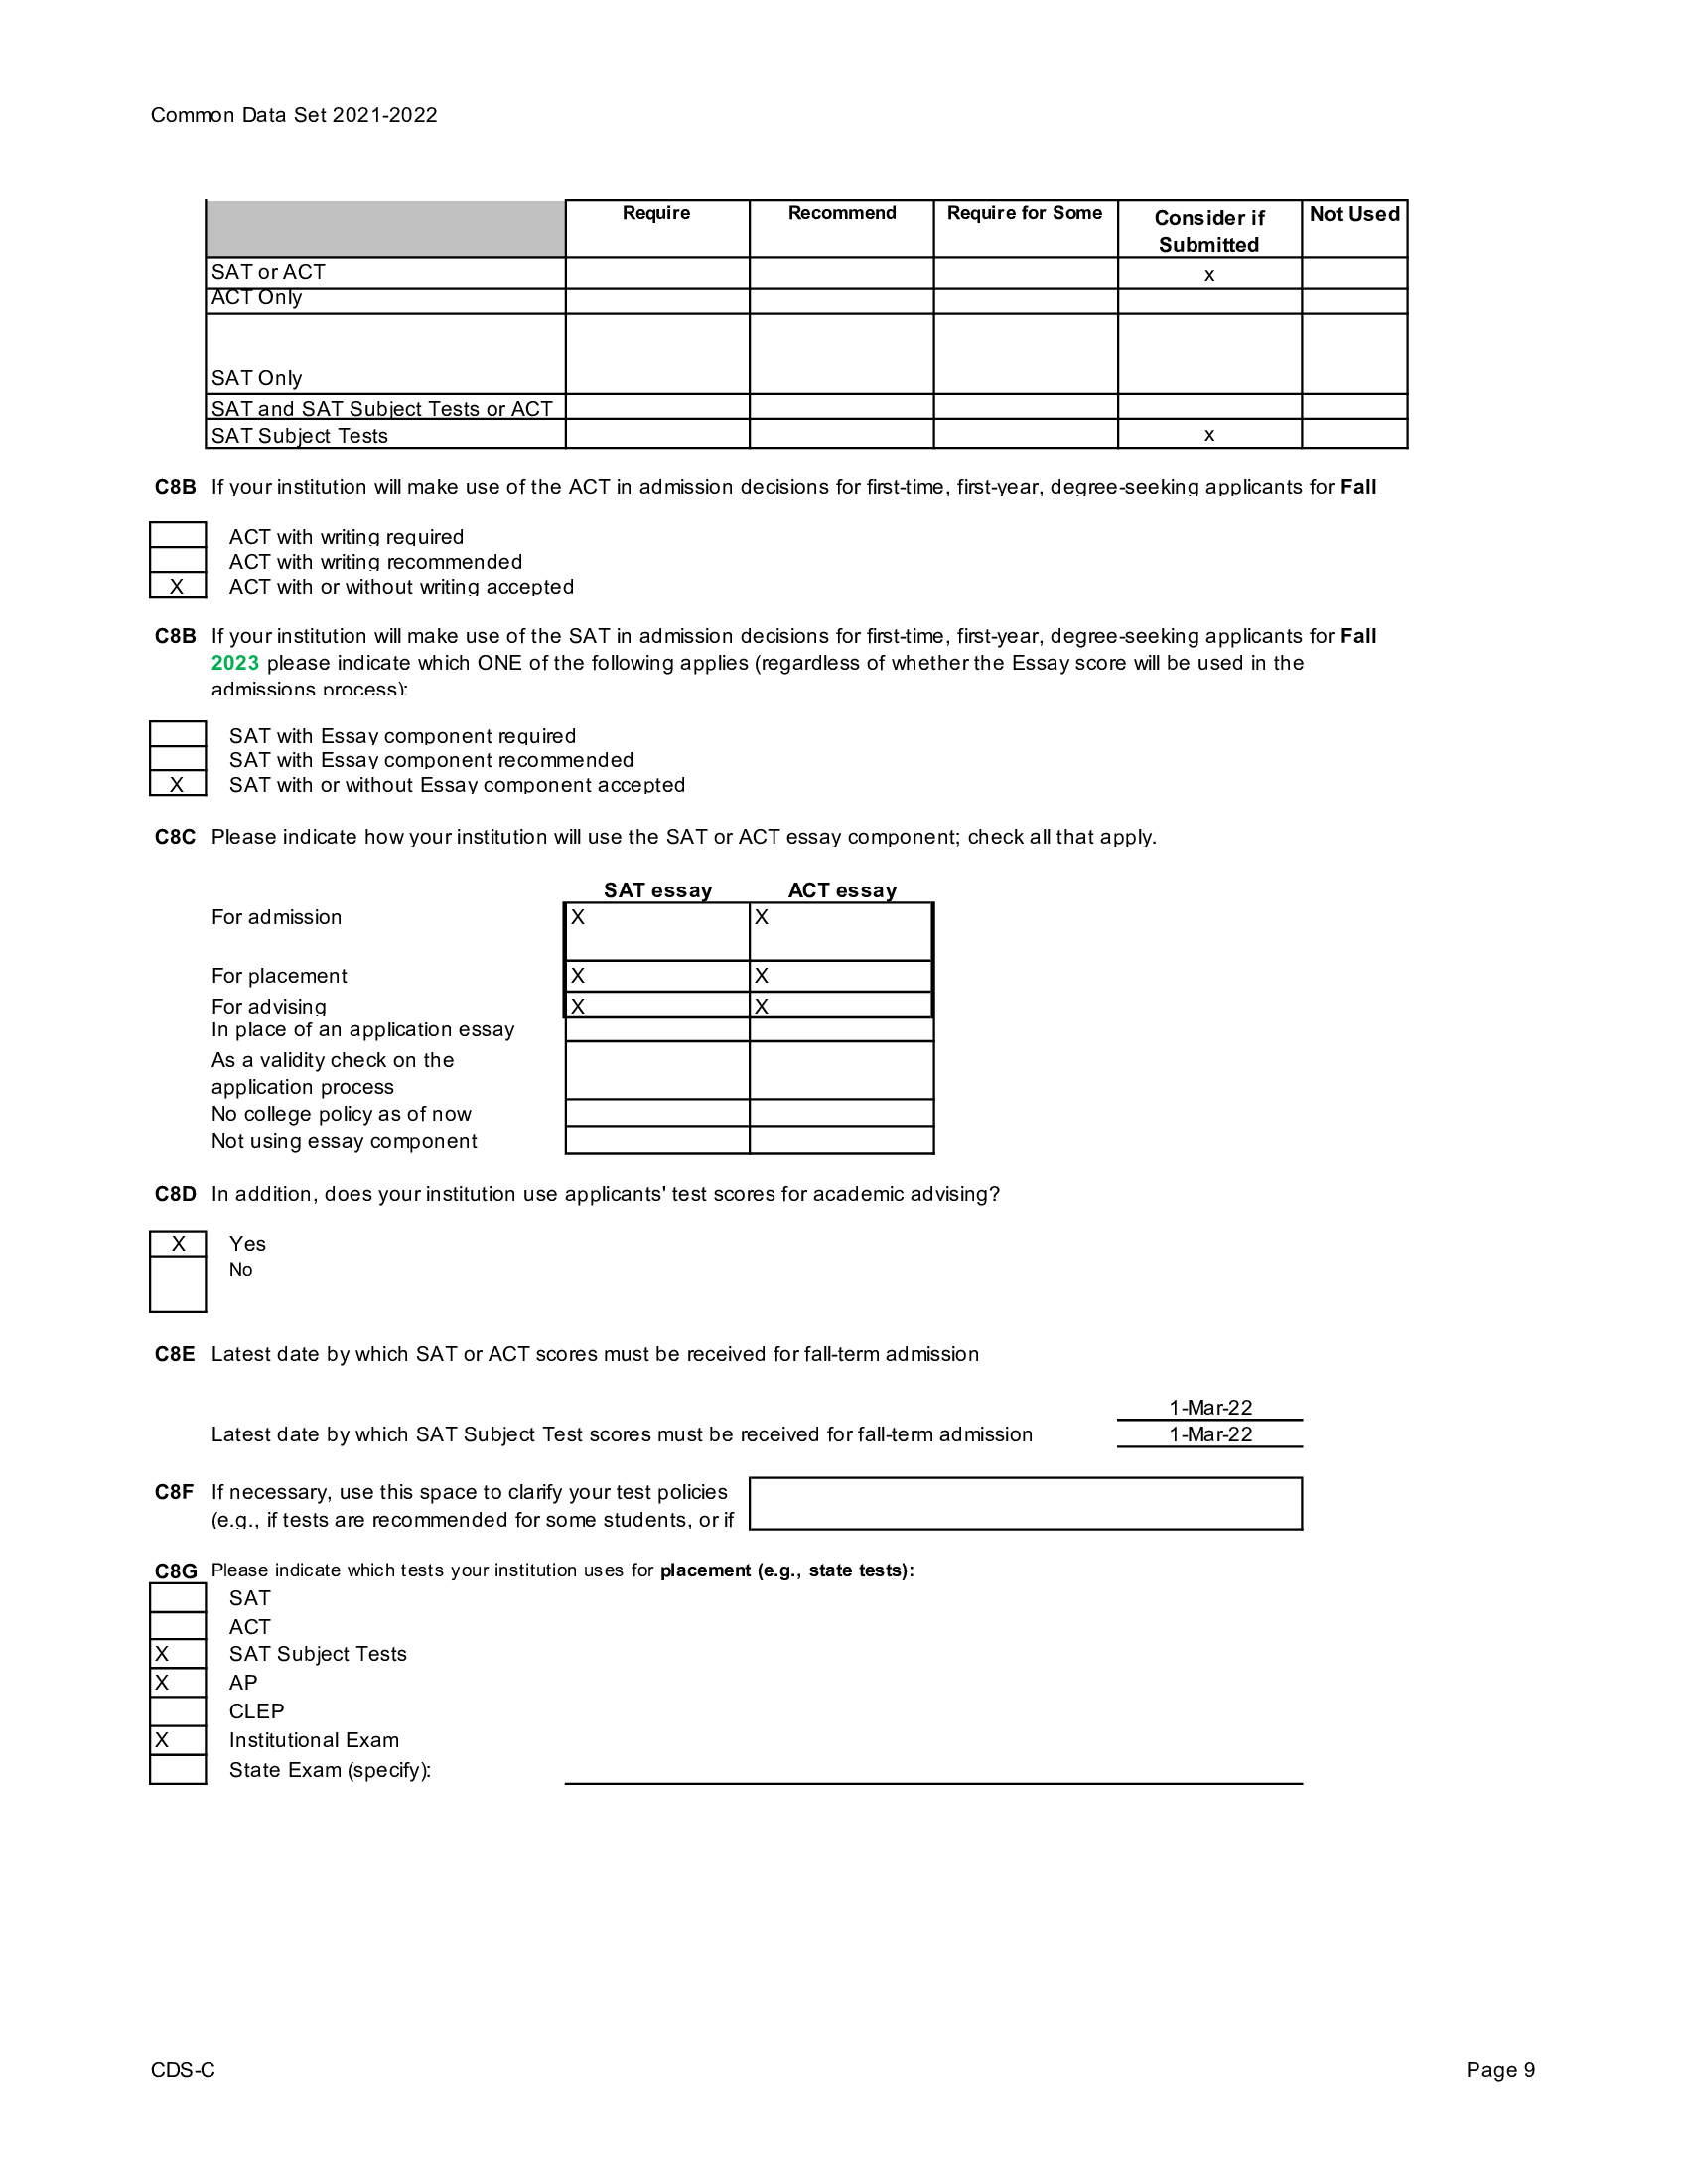 Common Data Set 2021-2022
Require Recommend Require for Some Consider if Submitted Not Used
SAT or ACT x
ACT Only
SAT Only
SAT and SAT Subject Tests or ACT
SAT Subject Tests x
C8B If your institution will make use of the ACT in admission decisions for first-time, first-year, degree-seeking applicants for Fall
ACT with writing required
ACT with writing recommended
X ACT with or without writing accepted
C8B If your institution will make use of the SAT in admission decisions for first-time, first-year, degree-seeking applicants for Fall
2023 please indicate which ONE of the following applies (regardless of whether the Essay score will be used in the
admissions process):
SAT with Essay component required
SAT with Essay component recommended
X SAT with or without Essay component accepted
C8C Please indicate how your institution will use the SAT or ACT essay component; check all that apply.
SAT essay ACT essay
For admission X X
For placement X X
For advising X X
In place of an application essay
As a validity check on the
application process
No college policy as of now
Not using essay component
C8D In addition, does your institution use applicants' test scores for academic advising?
X Yes
No
C8E Latest date by which SAT or ACT scores must be received for fall-term admission
1-Mar-22
Latest date by which SAT Subject Test scores must be received for fall-term admission 1-Mar-22
C8F If necessary, use this space to clarify your test policies
(e.g., if tests are recommended for some students, or if
C8G Please indicate which tests your institution uses for placement (e.g., state tests):
SAT
ACT
X SAT Subject Tests
X AP
CLEP
X Institutional Exam
State Exam (specify):
CDS-C Page 9